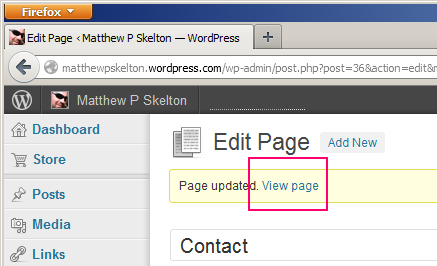 Firefox
Edit Page ‹ Matthew P Skelton — WordPress
matthewpskelton.wordpress.com/wp-admin/post.php?post=36&action=edit&
Matthew P Skelton
Dashboard
Store
Posts
Media
Links
Edit Page
Add New
Page updated. View page
Contact